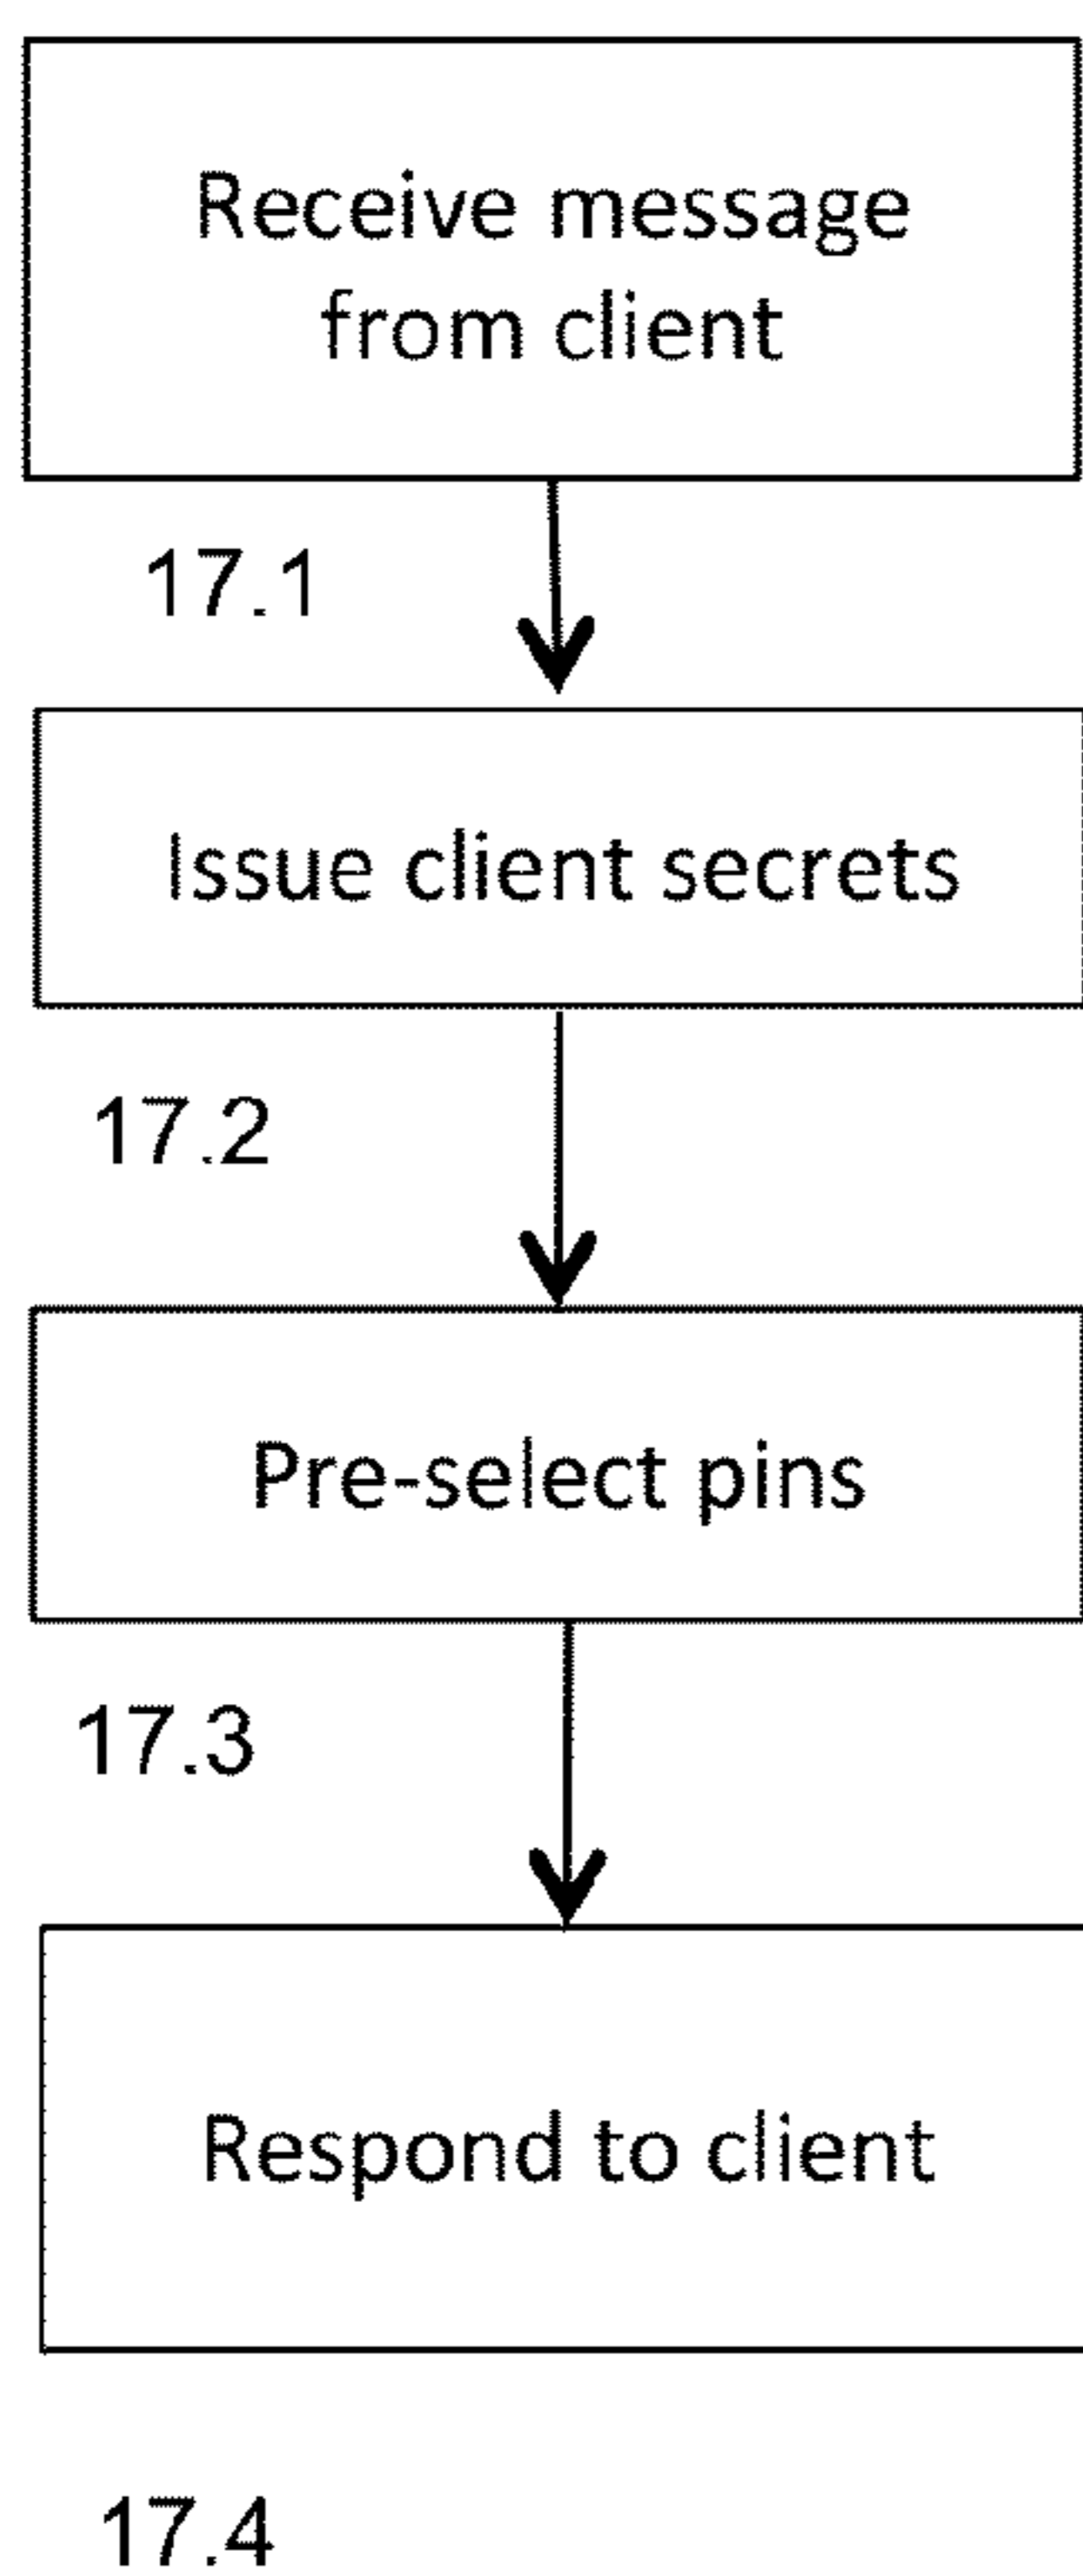 Receive message
from client
17.1
Issue client secrets
17.2
Pre-select pins
17.3
Respond to client
17.4